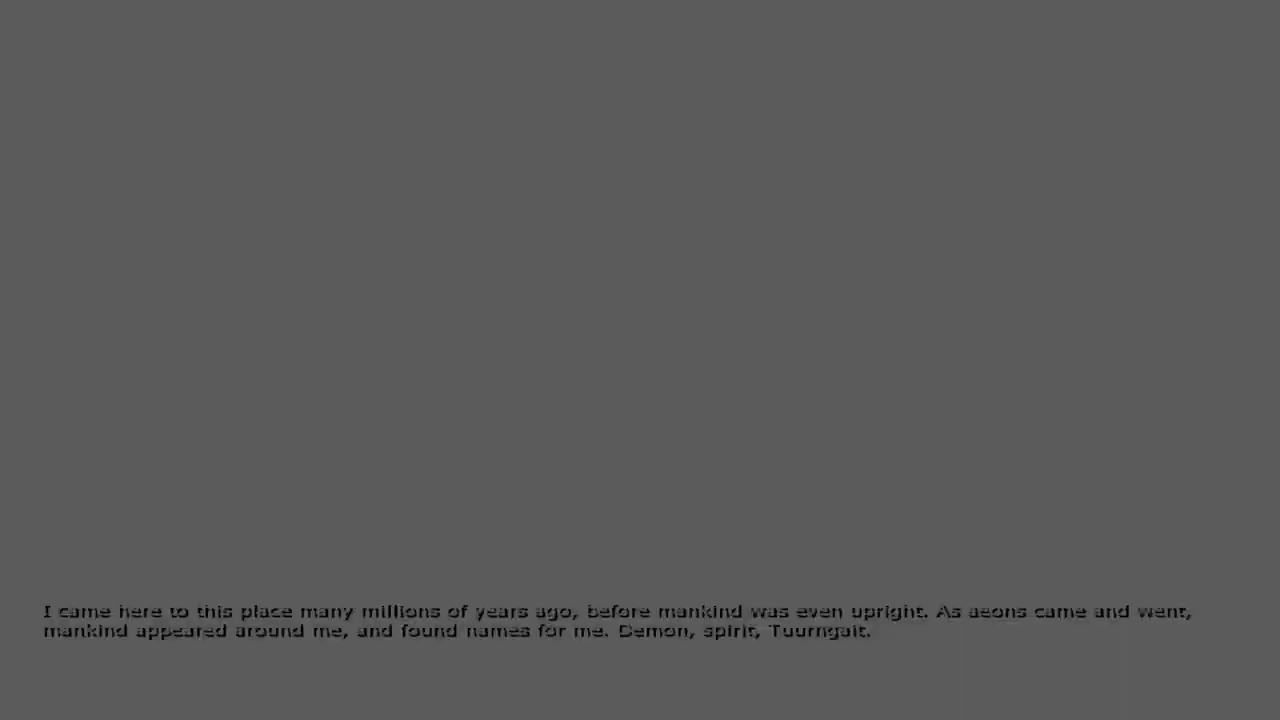 I came here to this place many millions of years ago, before mankind was even upright. As aeons came and went,
mankind appeared around me, and found names for me. Demon, spirit, Tuurngait.